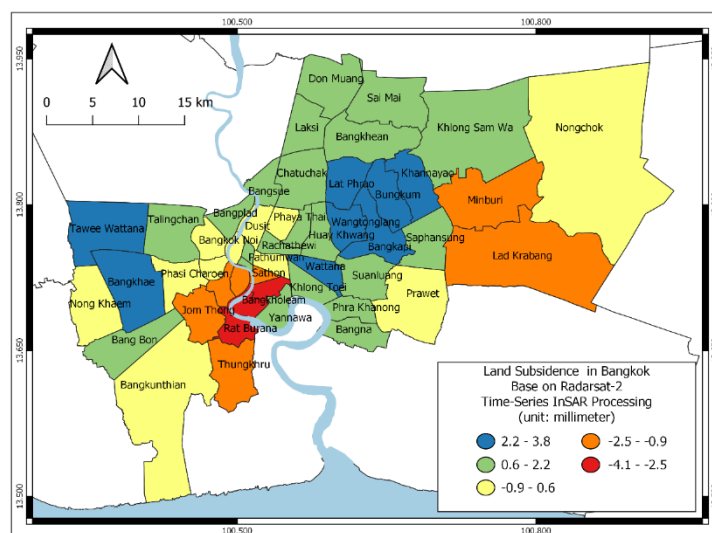 100.500 100.800
13.950
Don Muang
Sai Mai
0 5 10 15 km
Laksi
Bangkhean
Khlong Sam Wa
Nongchok
Chatuchak
Lat Phrao
Khannayao
Bangsue
Bungkum
Minburi
13.800
Tawee Wattana
Talingchan
Bangplad
Dusit
Phaya Thai
Wangtonglang
Huay Khwang
Bangkok Noi
Rachathewi
Bangkapi
Saphansung
Pathumwan
Lad Krabang
Bangkhae
Phasi Charoen
Sathon
Wattana
Suanluang
Nong Khaem
Khlong Toei
Prawet
Jom Thong
Bangkholeam
Phra Khanong
Yannawa
Rat Burana
Bangna
Bang Bon
13.650
Thungkhru
Bangkunthian
Land Subsidence in Bangkok
Base on Radarsat-2
Time-Series InSAR Processing
(unit: millimeter)
2.2 - 3.8 -2.5 - -0.9
0.6 - 2.2 -4.1 - -2.5
-0.9 - 0.6
13.500
100.500 100.800